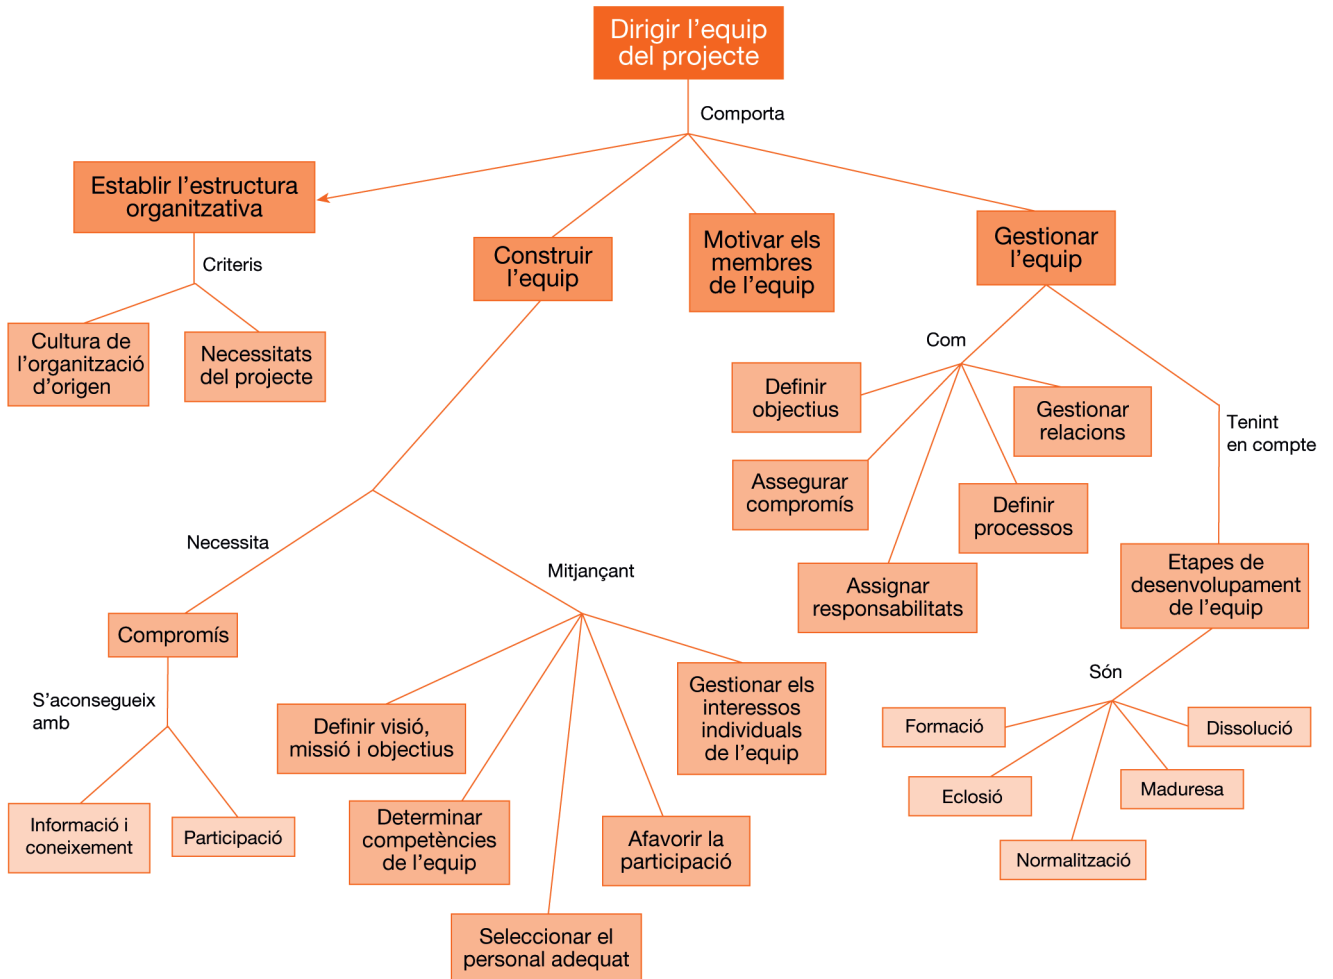 Dirigir l’equip
del projecte
Comporta
Establir l’estructura
organitzativa
Construir
l’equip
Motivar els
membres
de l’equip
Gestionar
l’equip
Criteris
Cultura de
l’organització
d’origen
Necessitats
del projecte
Com
Definir
objectius
Gestionar
relacions
Assegurar
compromís
Definir
processos
Assignar
responsabilitats
Tenint
en compte
Etapes de
desenvolupament
de l’equip
Necessita
Mitjançant
Compromís
S’aconsegueix
amb
Informació i
coneixement
Participació
Definir visió,
missió i objectius
Determinar
competències
de l’equip
Seleccionar el
personal adequat
Afavorir la
participació
Gestionar els
interessos
individuals
de l’equip
Són
Formació
Eclosió
Normalització
Maduresa
Dissolució